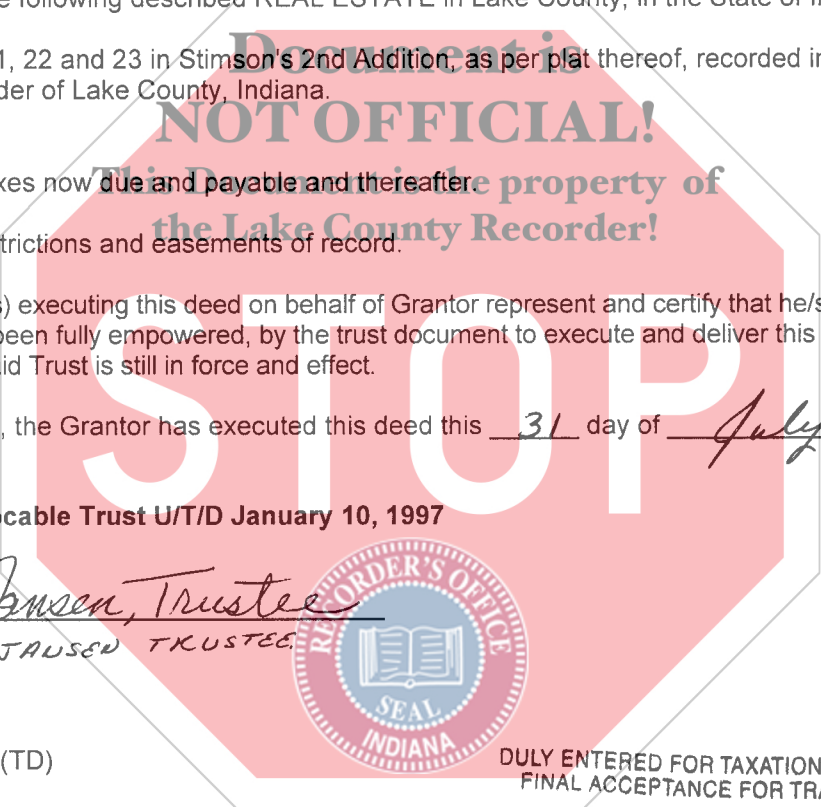 e following described REAL ESTATE in Lake County, in the State of
1, 22 and 23 in Stimson's 2nd Addition, as per plat thereof, recorded in
der of Lake County, Indiana.
Document is
NOT OFFICIAL!
This Document is the property of
the Lake County Recorder!
xes now due and payable and thereafter.
trictions and easements of record.
s) executing this deed on behalf of Grantor represent and certify that he/s
been fully empowered, by the trust document to execute and deliver this
id Trust is still in force and effect.
STOP
, the Grantor has executed this deed this 31 day of July
ocable Trust U/T/D January 10, 1997
Jansen, Trustee
JANSEN TRUSTEE
RECORDER'S OFFICE
SEAL
INDIANA
(TD)
DULY ENTERED FOR TAXATION
FINAL ACCEPTANCE FOR TRA